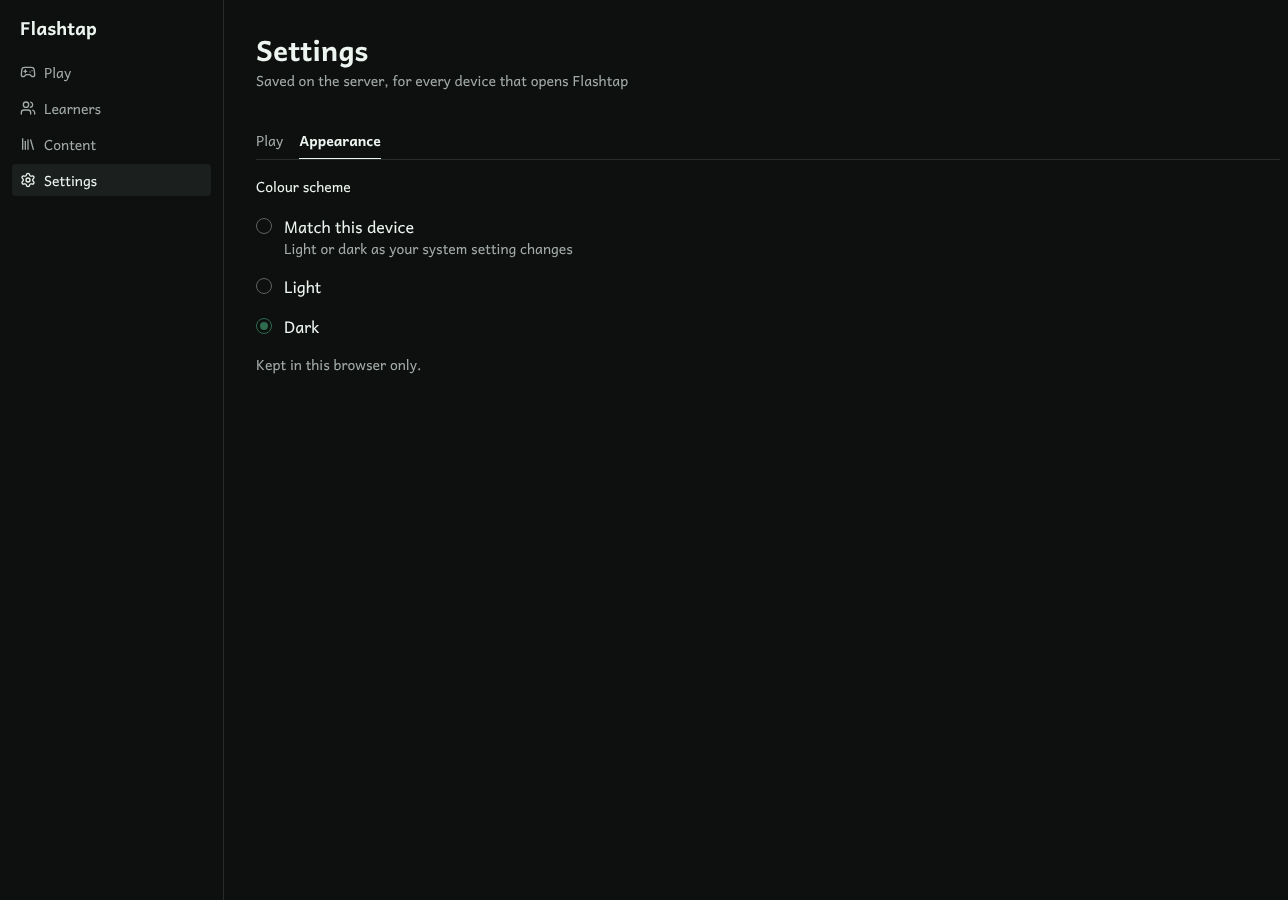 Flashtap
Play
Learners
Content
Settings
Settings
Saved on the server, for every device that opens Flashtap
Play
Appearance
Colour scheme
Match this device
Light or dark as your system setting changes
Light
Dark
Kept in this browser only.